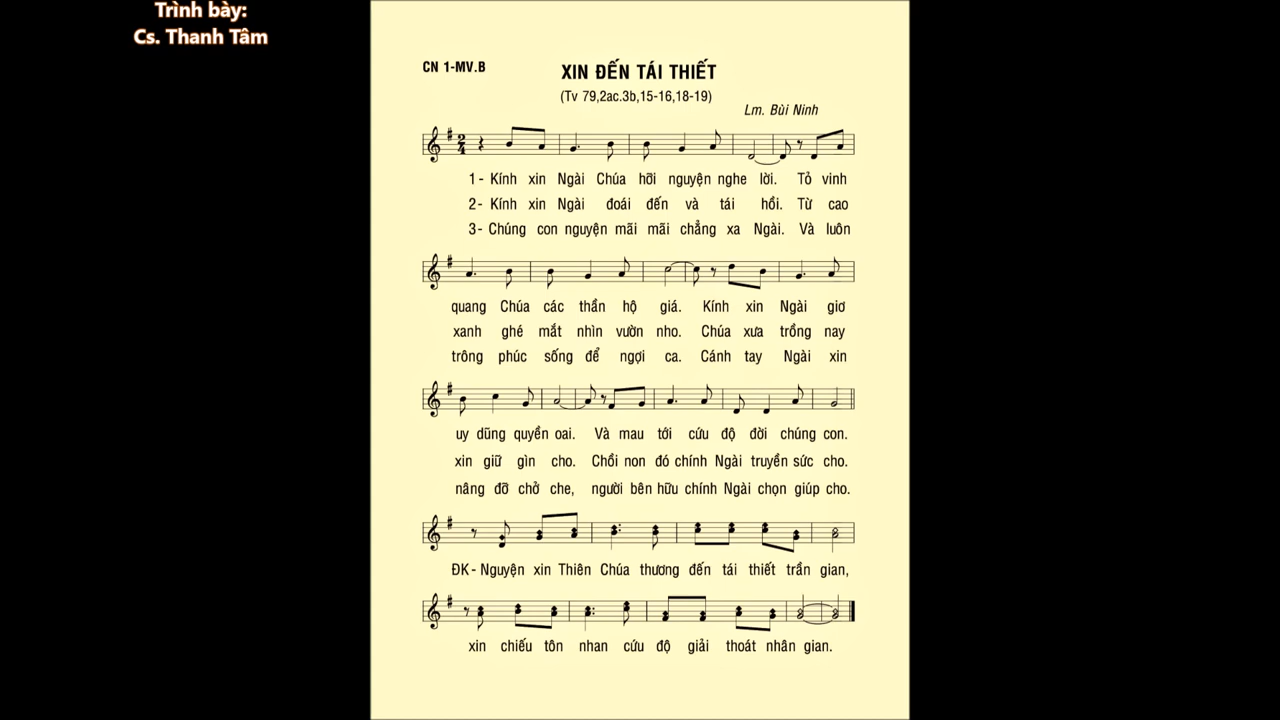 Trình bày:
Cs. Thanh Tâm
CN 1-MV.B
XIN ĐẾN TÁI THIẾT
(Tv 79,2ac.3b,15-16,18-19)
Lm. Bùi Ninh
2
4
1- Kính xin Ngài Chúa hỡi nguyện nghe lời. Tỏ vinh
2- Kính xin Ngài đoái đến và tái hồi. Từ cao
3- Chúng con nguyện mãi mãi chẳng xa Ngài. Và luôn
quang Chúa các thần hộ giá. Kính xin Ngài giơ
xanh ghé mắt nhìn vườn nho. Chúa xưa trồng nay
trông phúc sống để ngợi ca. Cánh tay Ngài xin
uy dũng quyền oai. Và mau tới cứu độ đời chúng con.
xin giữ gìn cho. Chồi non đó chính Ngài truyền sức cho.
nâng đỡ chở che, người bên hữu chính Ngài chọn giúp cho.
ĐK- Nguyện xin Thiên Chúa thương đến tái thiết trần gian,
xin chiếu tôn nhan cứu độ giải thoát nhân gian.